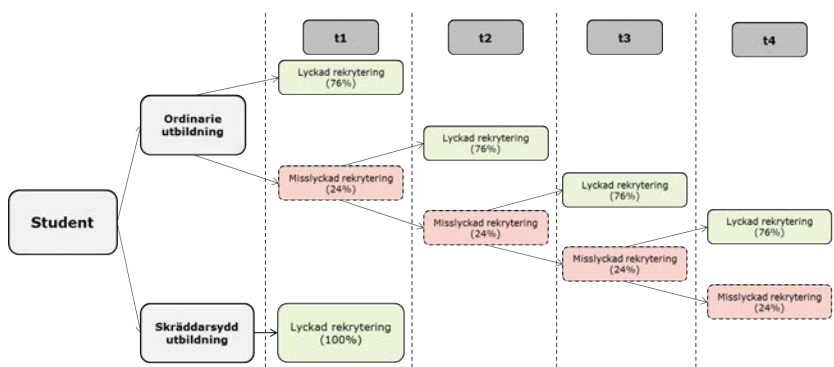 t1
t2
t3
t4
Lyckad rekrytering
(76%)
Ordinarie
utbildning
Lyckad rekrytering
(76%)
Misslyckad rekrytering
(24%)
Lyckad rekrytering
(76%)
Student
Misslyckad rekrytering
(24%)
Lyckad rekrytering
(76%)
Misslyckad rekrytering
(24%)
Misslyckad rekrytering
(24%)
Skräddarsydd
utbildning
Lyckad rekrytering
(100%)